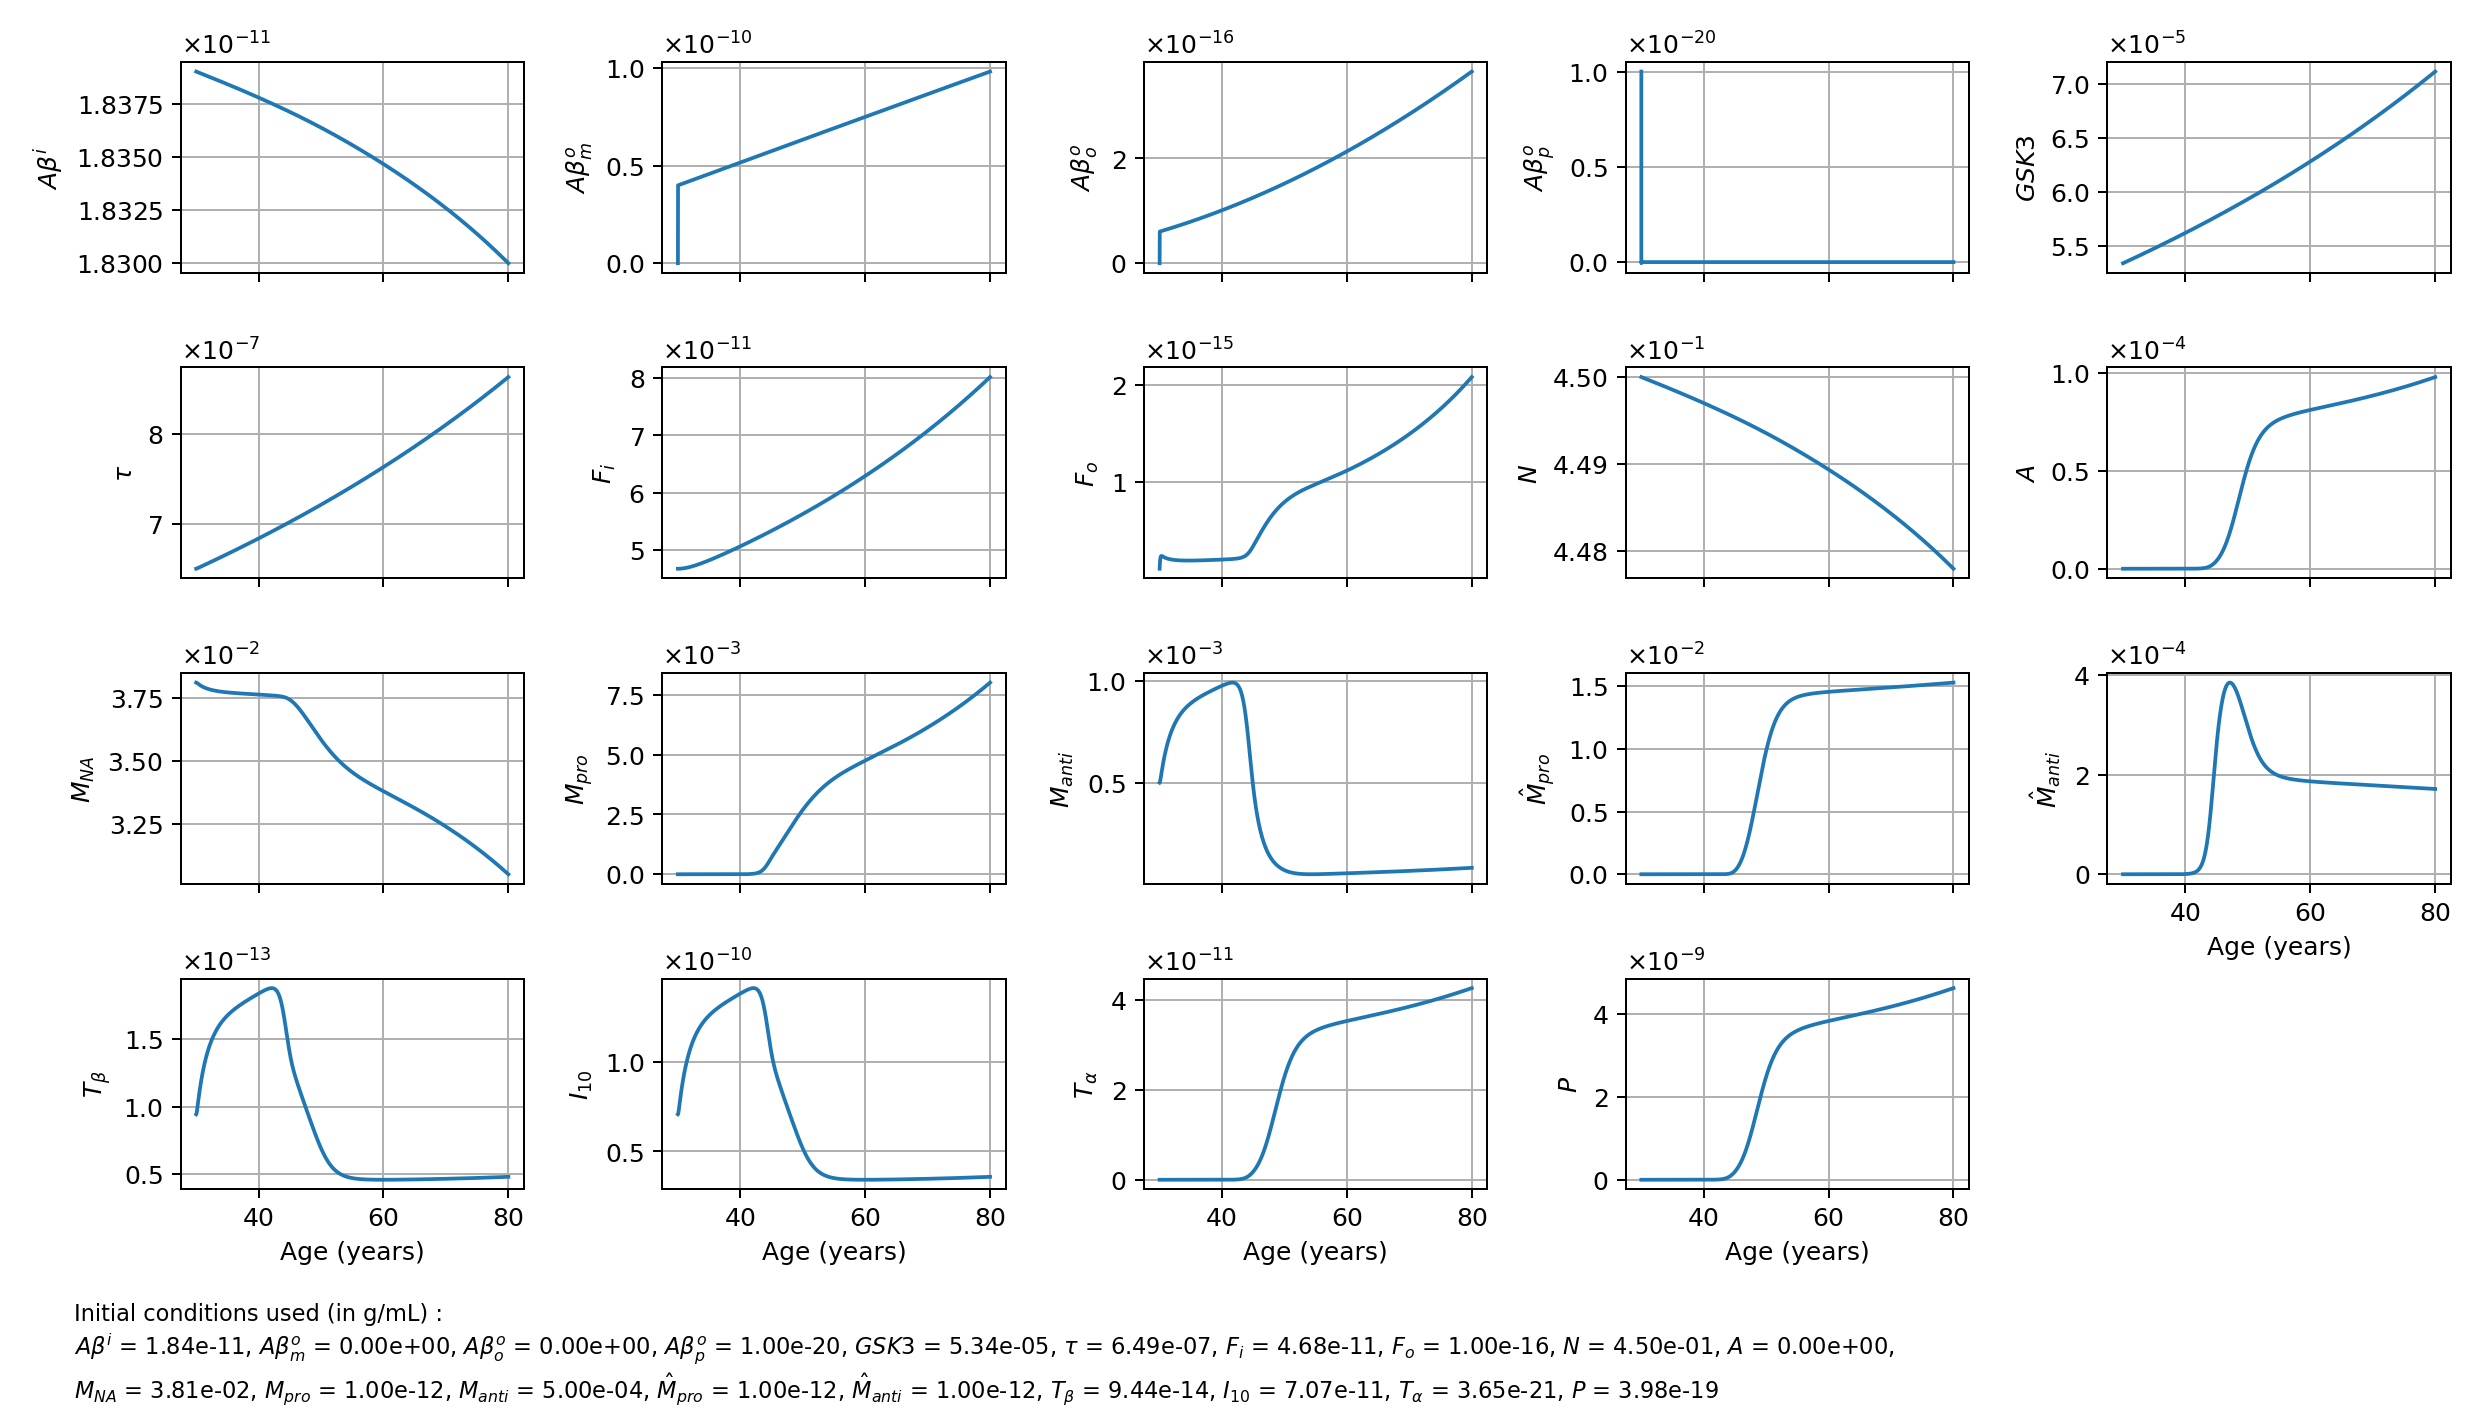 ×10⁻¹¹ ×10⁻¹⁰ ×10⁻¹⁶ ×10⁻²⁰ ×10⁻⁵
Aβⁱ 1.8375 1.8350 1.8325 1.8300
Aβₘᵒ 1.0 0.5 0.0
Aβₒᵒ 2 0
Aβₚᵒ 1.0 0.5 0.0
GSK3 7.0 6.5 6.0 5.5
×10⁻⁷ ×10⁻¹¹ ×10⁻¹⁵ ×10⁻¹ ×10⁻⁴
τ 8 7
Fᵢ 8 7 6 5
Fₒ 2 1
N 4.50 4.49 4.48
A 1.0 0.5 0.0
×10⁻² ×10⁻³ ×10⁻³ ×10⁻² ×10⁻⁴
M_NA 3.75 3.50 3.25
M_pro 7.5 5.0 2.5 0.0
M_anti 1.0 0.5
M̂_pro 1.5 1.0 0.5 0.0
M̂_anti 4 2 0
40 60 80
Age (years)
×10⁻¹³ ×10⁻¹⁰ ×10⁻¹¹ ×10⁻⁹
T_β 1.5 1.0 0.5
I₁₀ 1.0 0.5
T_α 4 2 0
P 4 2 0
40 60 80 40 60 80 40 60 80 40 60 80
Age (years) Age (years) Age (years) Age (years)
Initial conditions used (in g/mL) :
Aβⁱ = 1.84e-11, Aβₘᵒ = 0.00e+00, Aβₒᵒ = 0.00e+00, Aβₚᵒ = 1.00e-20, GSK3 = 5.34e-05, τ = 6.49e-07, Fᵢ = 4.68e-11, Fₒ = 1.00e-16, N = 4.50e-01, A = 0.00e+00,
M_NA = 3.81e-02, M_pro = 1.00e-12, M_anti = 5.00e-04, M̂_pro = 1.00e-12, M̂_anti = 1.00e-12, T_β = 9.44e-14, I₁₀ = 7.07e-11, T_α = 3.65e-21, P = 3.98e-19